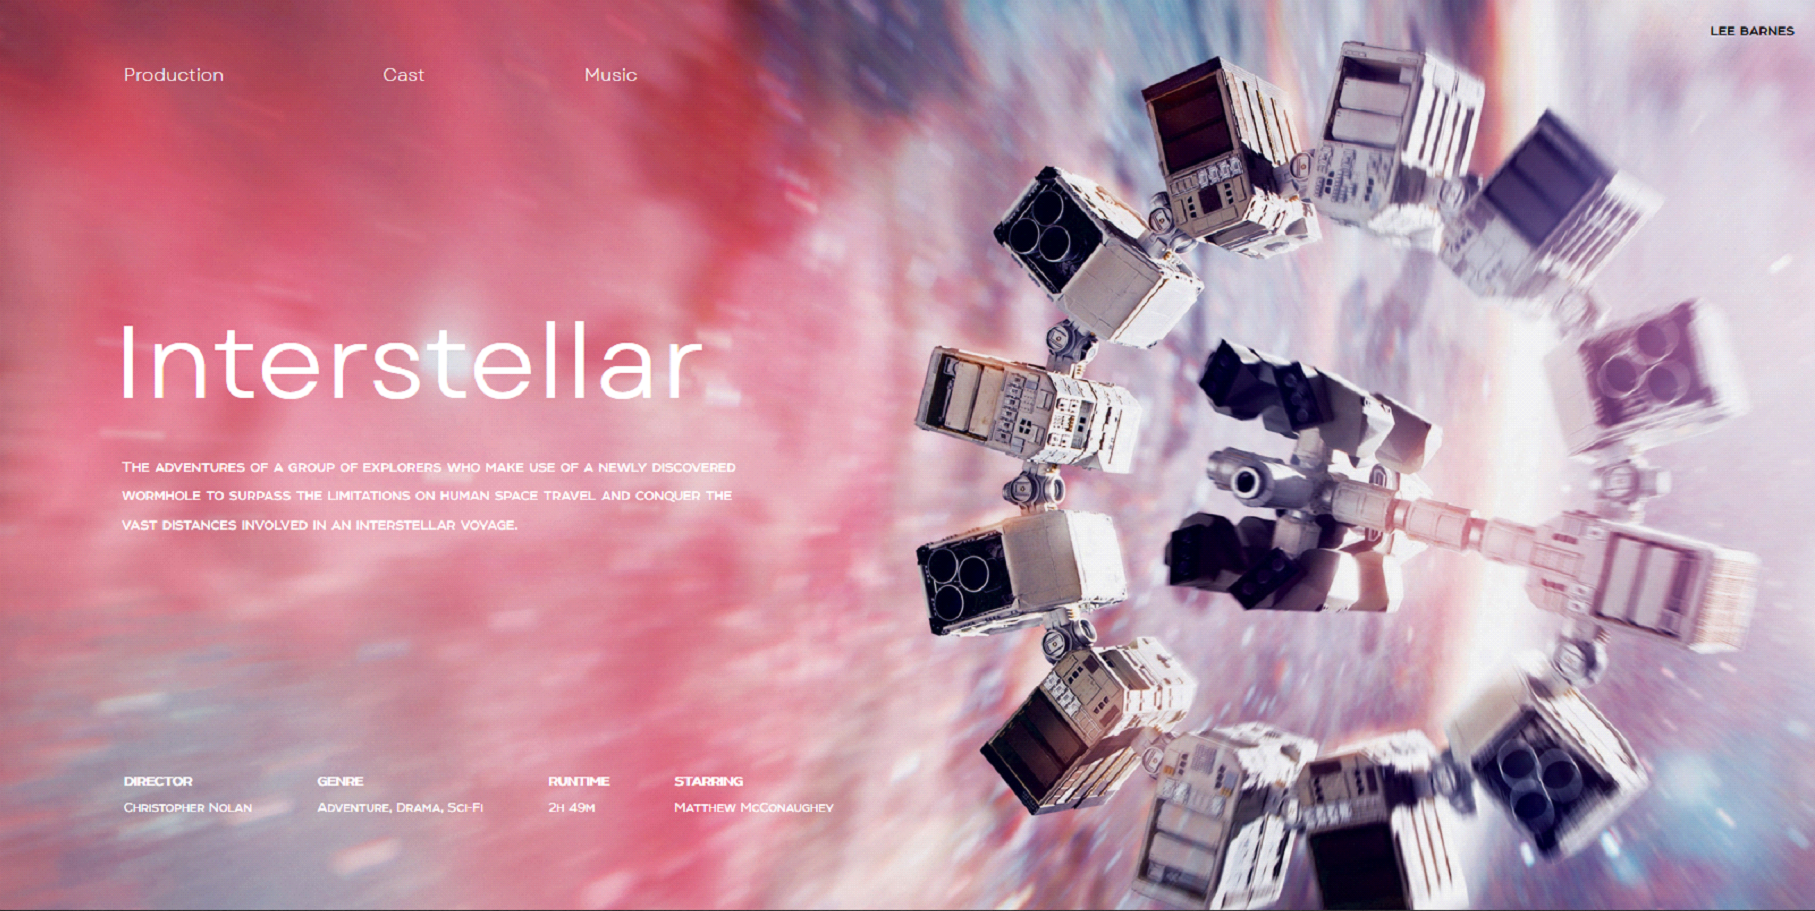 LEE BARNES
Production
Cast
Music
Interstellar
THE ADVENTURES OF A GROUP OF EXPLORERS WHO MAKE USE OF A NEWLY DISCOVERED
WORMHOLE TO SURPASS THE LIMITATIONS ON HUMAN SPACE TRAVEL AND CONQUER THE
VAST DISTANCES INVOLVED IN AN INTERSTELLAR VOYAGE.
DIRECTOR
CHRISTOPHER NOLAN
GENRE
ADVENTURE, DRAMA, SCI-FI
RUNTIME
2H 49M
STARRING
MATTHEW MCCONAUGHEY